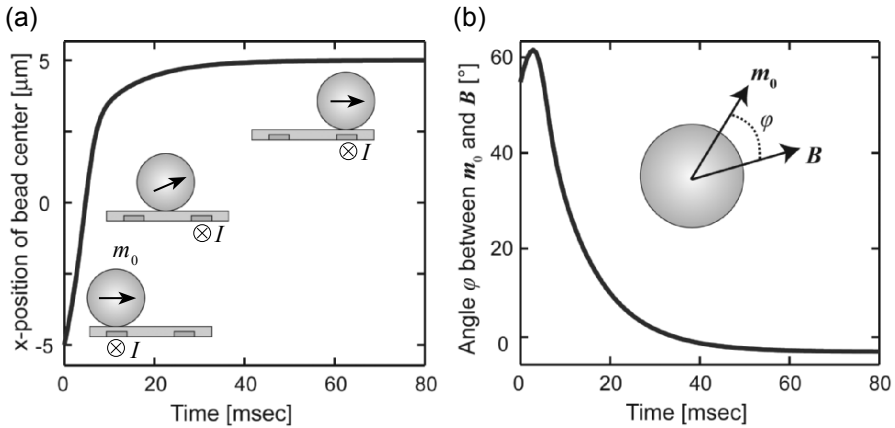 (a)
x-position of bead center [μm]
5
0
-5
m₀
⊗ I
⊗ I
⊗ I
0 20 40 60 80
Time [msec]
(b)
Angle φ between m₀ and B [°]
60
40
20
0
m₀
φ
B
0 20 40 60 80
Time [msec]